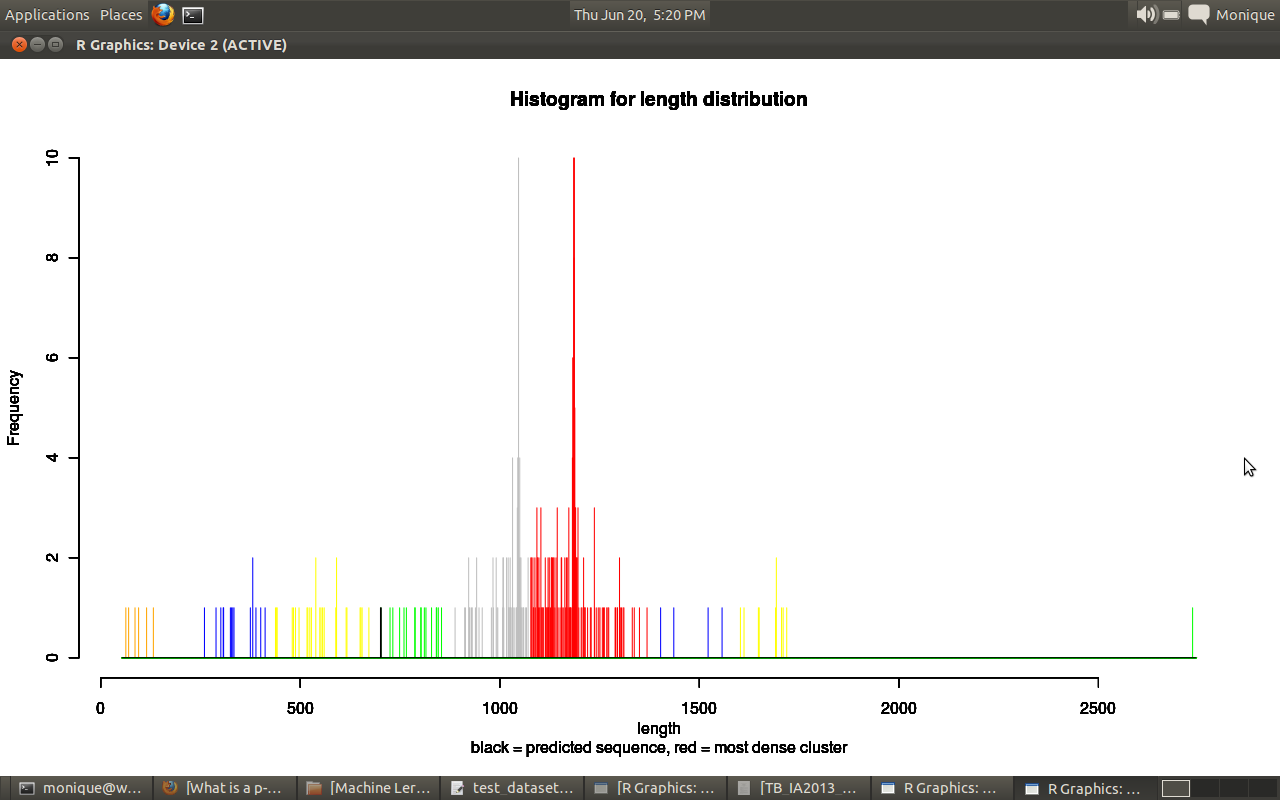 Applications Places Thu Jun 20, 5:20 PM Monique
R Graphics: Device 2 (ACTIVE)
Histogram for length distribution
10
8
6
4
2
0
Frequency
0 500 1000 1500 2000 2500
length
black = predicted sequence, red = most dense cluster
monique@w... [What is a p-... [Machine Ler... test_dataset... [R Graphics: ... [TB_IA2013_... R Graphics: ... R Graphics: ...